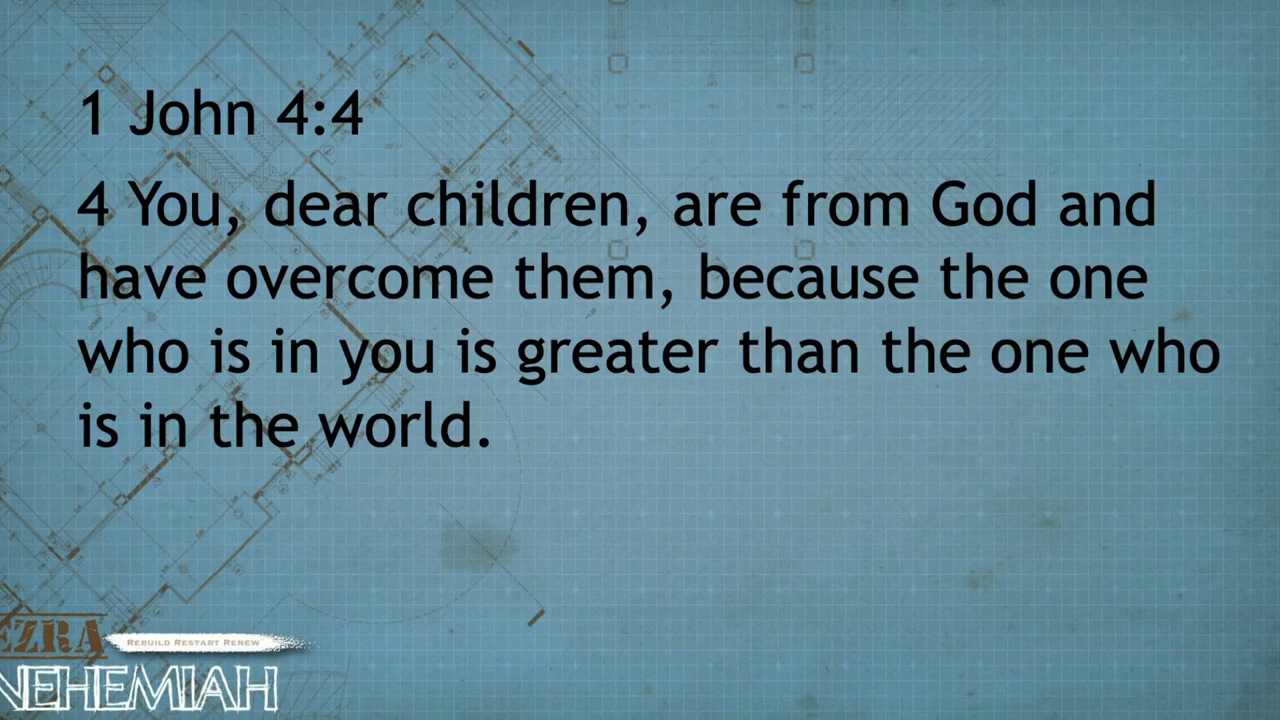 1 John 4:4
4 You, dear children, are from God and
have overcome them, because the one
who is in you is greater than the one who
is in the world.
EZRA
REBUILD RESTART RENEW
NEHEMIAH